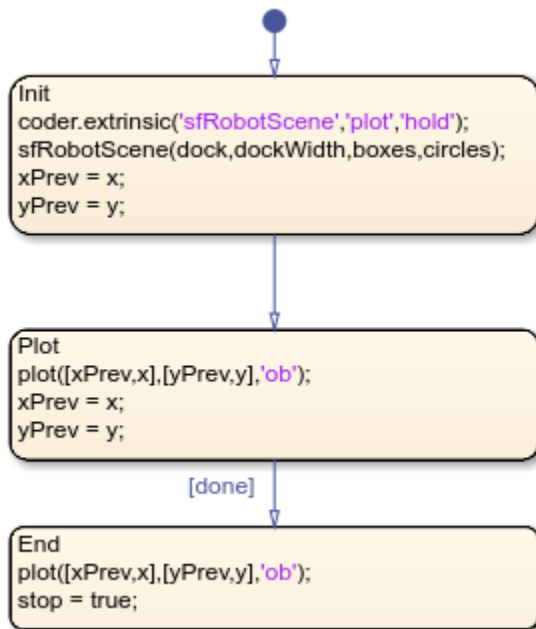 Init
coder.extrinsic('sfRobotScene','plot','hold');
sfRobotScene(dock,dockWidth,boxes,circles);
xPrev = x;
yPrev = y;
Plot
plot([xPrev,x],[yPrev,y],'ob');
xPrev = x;
yPrev = y;
[done]
End
plot([xPrev,x],[yPrev,y],'ob');
stop = true;